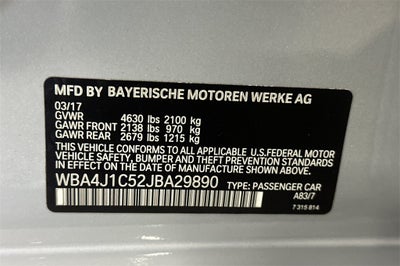 MFD BY BAYERISCHE MOTOREN WERKE AG
03/17
GVWR 4630 lbs 2100 kg
GAWR FRONT 2138 lbs 970 kg
GAWR REAR 2679 lbs 1215 kg
THIS VEHICLE CONFORMS TO ALL APPLICABLE U.S.FEDERAL MOTOR
VEHICLE SAFETY, BUMPER, AND THEFT PREVENTION STANDARDS
IN EFFECT ON THE DATE OF MANUFACTURE SHOWN ABOVE.
WBA4J1C52JBA29890 TYPE: PASSENGER CAR
A83/7
7 315 814